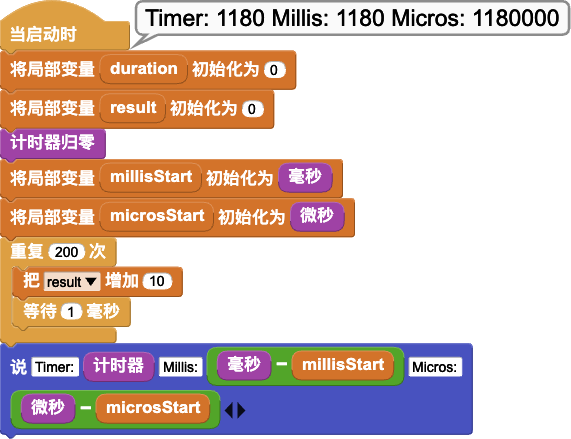 Timer: 1180 Millis: 1180 Micros: 1180000
当启动时
将局部变量 duration 初始化为 0
将局部变量 result 初始化为 0
计时器归零
将局部变量 millisStart 初始化为 毫秒
将局部变量 microsStart 初始化为 微秒
重复 200 次
把 result ▼ 增加 10
等待 1 毫秒
说 Timer: 计时器 Millis: 毫秒 − millisStart Micros:
微秒 − microsStart